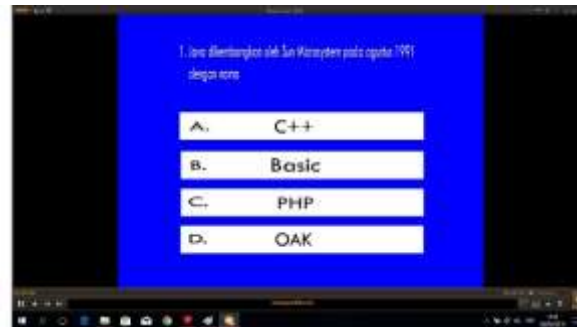 1. Java dikembangkan oleh Sun Microsystem pada agustus 1991
dengan nama
A. C++
B. Basic
C. PHP
D. OAK